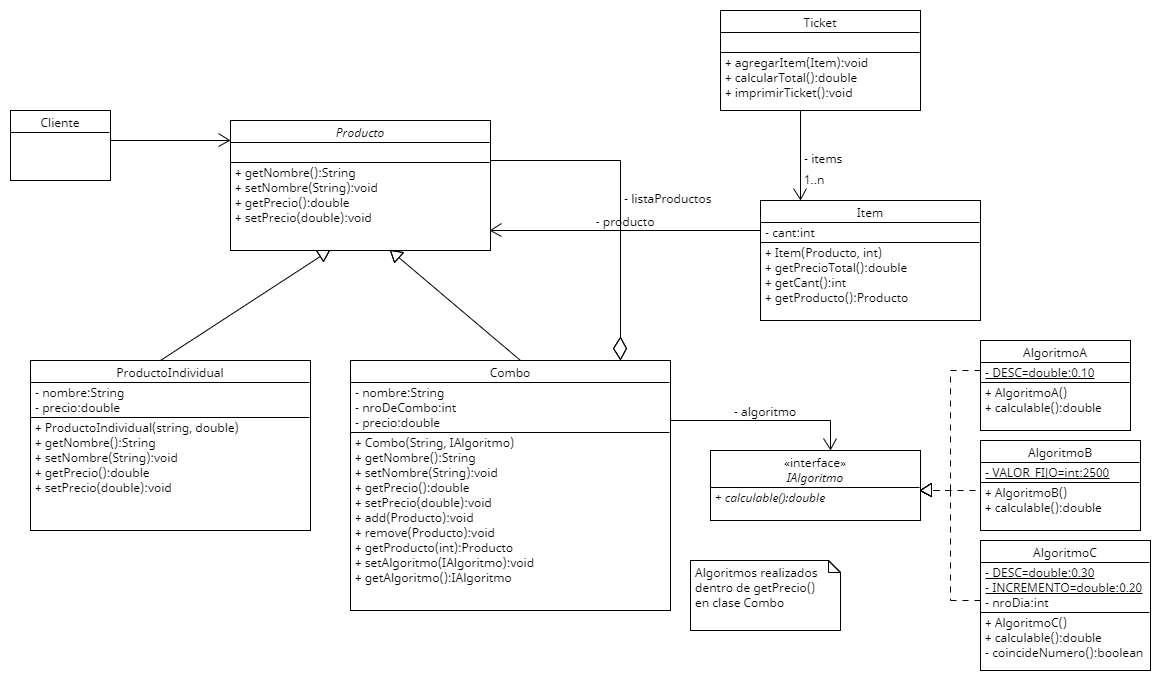 Ticket
+ agregarItem(Item):void
+ calcularTotal():double
+ imprimirTicket():void
Cliente
Producto
+ getNombre():String
+ setNombre(String):void
+ getPrecio():double
+ setPrecio(double):void
- items
1..n
- listaProductos
- producto
Item
- cant:int
+ Item(Producto, int)
+ getPrecioTotal():double
+ getCant():int
+ getProducto():Producto
ProductoIndividual
- nombre:String
- precio:double
+ ProductoIndividual(string, double)
+ getNombre():String
+ setNombre(String):void
+ getPrecio():double
+ setPrecio(double):void
Combo
- nombre:String
- nroDeCombo:int
- precio:double
+ Combo(String, IAlgoritmo)
+ getNombre():String
+ setNombre(String):void
+ getPrecio():double
+ setPrecio(double):void
+ add(Producto):void
+ remove(Producto):void
+ getProducto(int):Producto
+ setAlgoritmo(IAlgoritmo):void
+ getAlgoritmo():IAlgoritmo
- algoritmo
«interface»
IAlgoritmo
+ calculable():double
Algoritmos realizados
dentro de getPrecio()
en clase Combo
AlgoritmoA
- DESC=double:0.10
+ AlgoritmoA()
+ calculable():double
AlgoritmoB
- VALOR FIJO=int:2500
+ AlgoritmoB()
+ calculable():double
AlgoritmoC
- DESC=double:0.30
- INCREMENTO=double:0.20
- nroDia:int
+ AlgoritmoC()
+ calculable():double
- coincideNumero():boolean